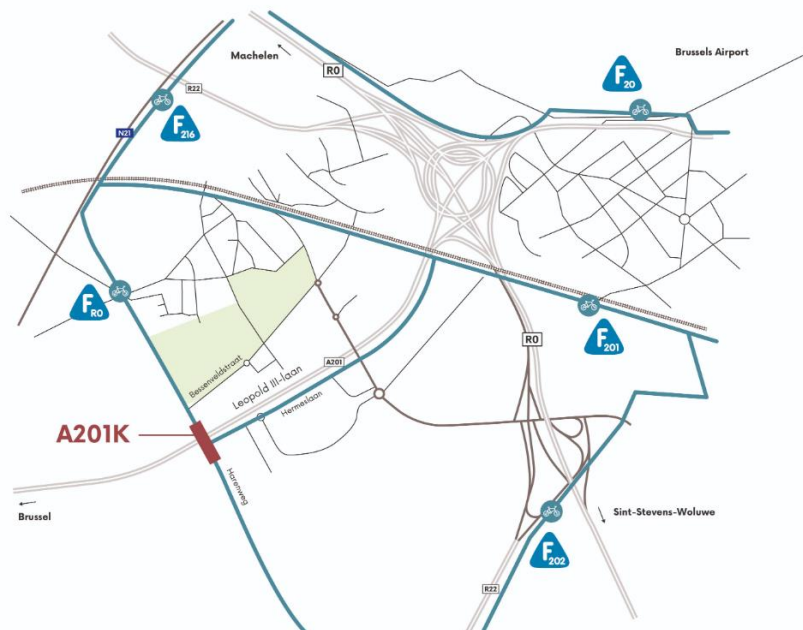 Machelen
R0
Brussels Airport
F20
R22
N21
F216
FR0
F201
R0
Bessenveldstraat
Leopold III-laan
A201
Hermeslaan
A201K
Harenweg
Brussel
Sint-Stevens-Woluwe
F202
R22